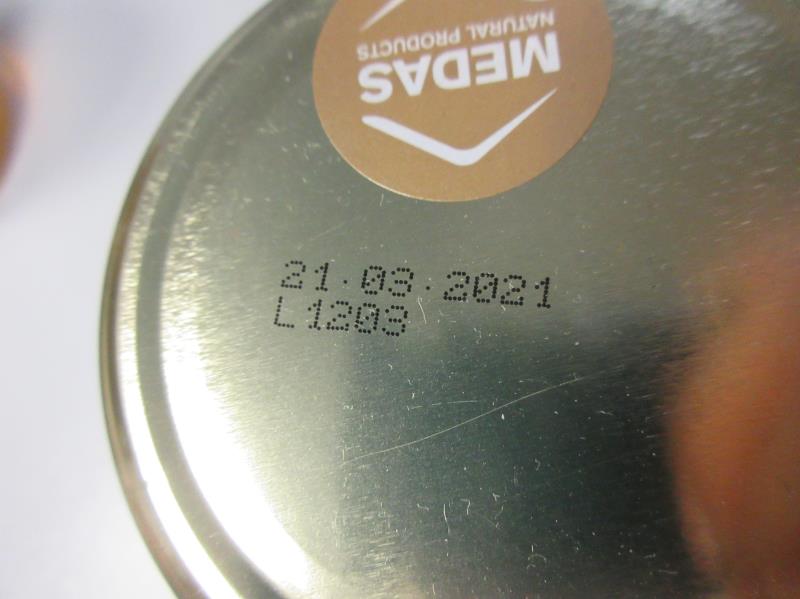 MEDAS
NATURAL PRODUCTS
21.03.2021
L1203